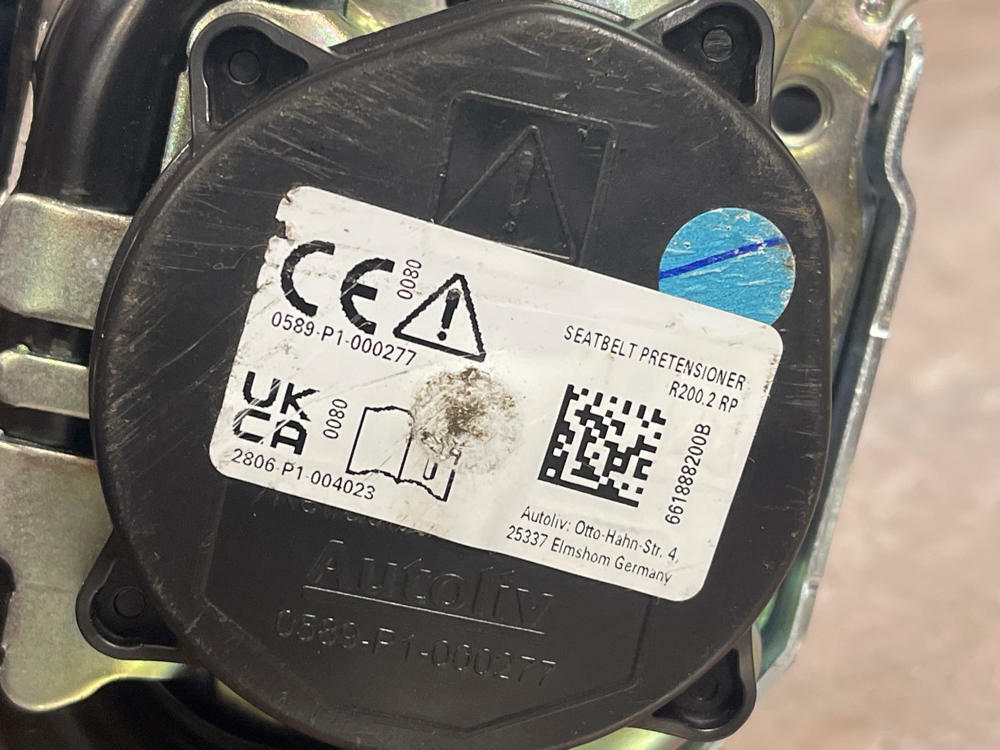 CE 0080
0589-P1-000277
UK
CA 0080
2806-P1-004023
SEATBELT PRETENSIONER
R200.2 RP
661888200B
Autoliv: Otto-Hahn-Str. 4,
25337 Elmshorn Germany
Autoliv
0589-P1-000277